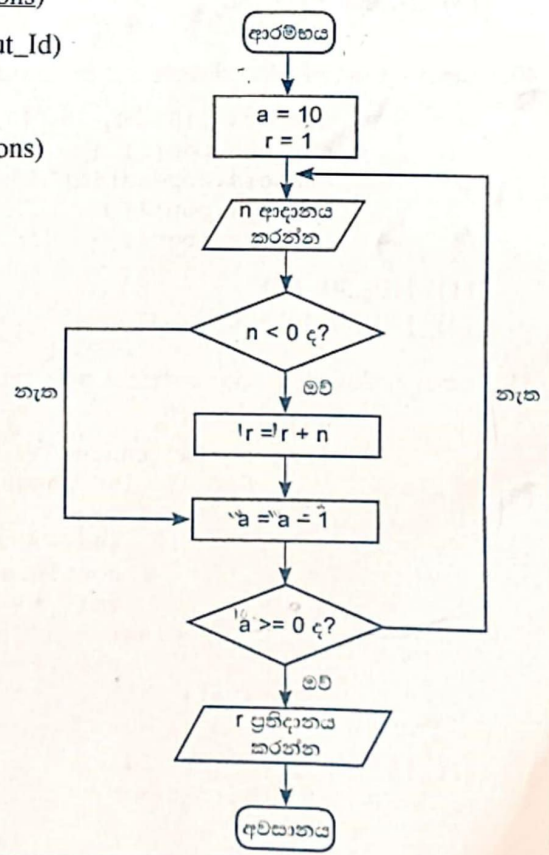 ons)
ut_Id)
ons)
ආරම්භය
a = 10
r = 1
n ආදානය
කරන්න
n < 0 ද?
නැත
ඔව්
r = r + n
a = a - 1
a >= 0 ද?
නැත
ඔව්
r ප්‍රතිදානය
කරන්න
අවසානය